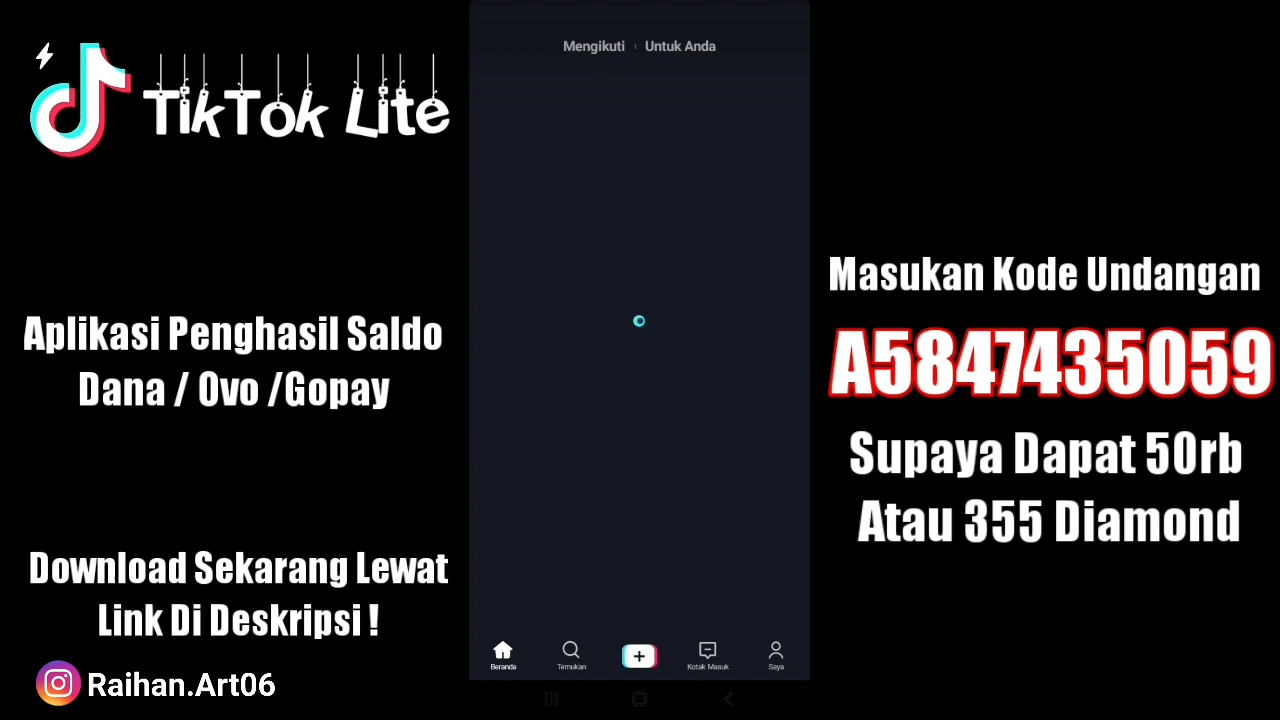 TikTok Lite
Aplikasi Penghasil Saldo
Dana / Ovo /Gopay
Download Sekarang Lewat
Link Di Deskripsi !
Raihan.Art06
Mengikuti
Untuk Anda
Beranda
Temukan
Kotak Masuk
Saya
Masukan Kode Undangan
A5847435059
Supaya Dapat 50rb
Atau 355 Diamond